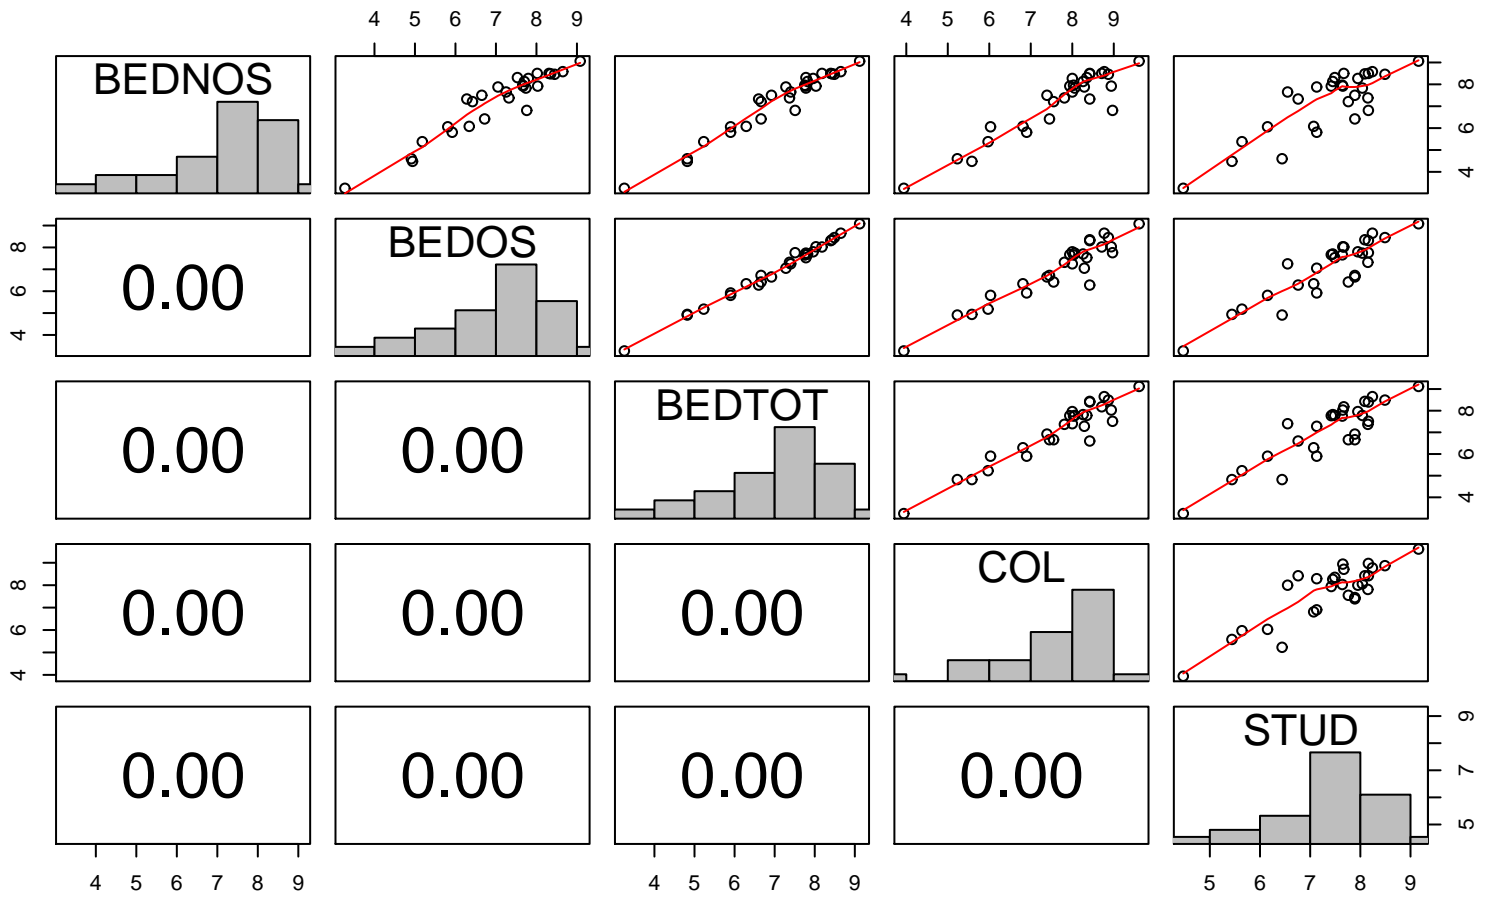 4 5 6 7 8 9 4 5 6 7 8 9
BEDNOS
4 6 8
4 6 8
0.00
BEDOS
0.00 0.00
BEDTOT
4 6 8
4 6 8
0.00 0.00 0.00
COL
0.00 0.00 0.00 0.00
STUD
5 7 9
4 5 6 7 8 9 4 5 6 7 8 9 5 6 7 8 9